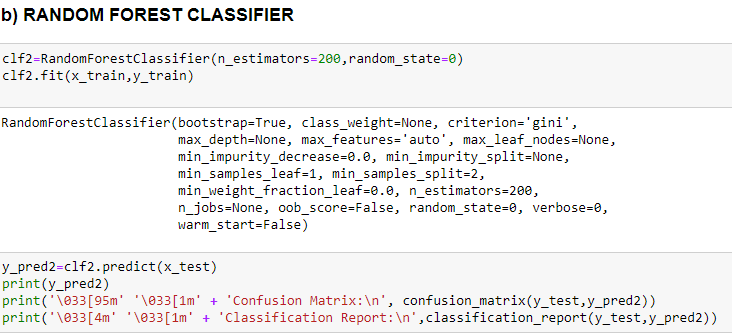 b) RANDOM FOREST CLASSIFIER
clf2=RandomForestClassifier(n_estimators=200,random_state=0)
clf2.fit(x_train,y_train)
RandomForestClassifier(bootstrap=True, class_weight=None, criterion='gini',
max_depth=None, max_features='auto', max_leaf_nodes=None,
min_impurity_decrease=0.0, min_impurity_split=None,
min_samples_leaf=1, min_samples_split=2,
min_weight_fraction_leaf=0.0, n_estimators=200,
n_jobs=None, oob_score=False, random_state=0, verbose=0,
warm_start=False)
y_pred2=clf2.predict(x_test)
print(y_pred2)
print('\033[95m' '\033[1m' + 'Confusion Matrix:\n', confusion_matrix(y_test,y_pred2))
print('\033[4m' '\033[1m' + 'Classification Report:\n',classification_report(y_test,y_pred2))